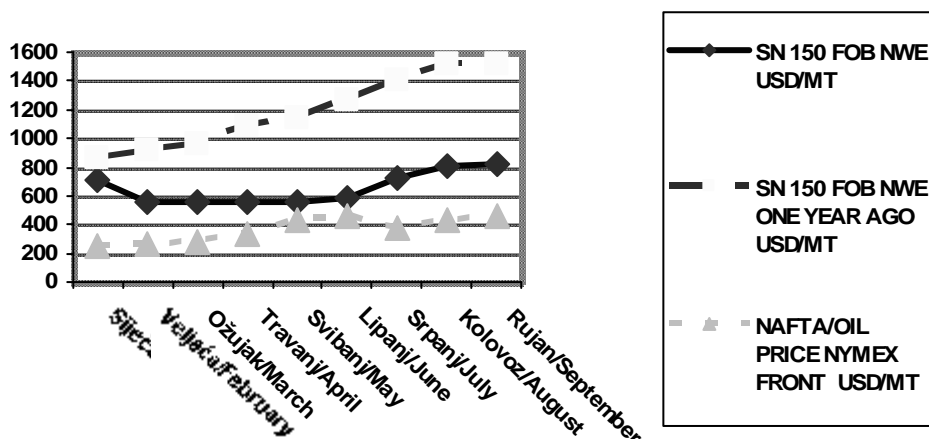 1600
1400
1200
1000
800
600
400
200
0
Veljača/February
Ožujak/March
Travanj/April
Svibanj/May
Lipanj/June
Srpanj/July
Kolovoz/August
Rujan/September
SN 150 FOB NWE
USD/MT
SN 150 FOB NWE
ONE YEAR AGO
USD/MT
NAFTA/OIL
PRICE NYMEX
FRONT USD/MT